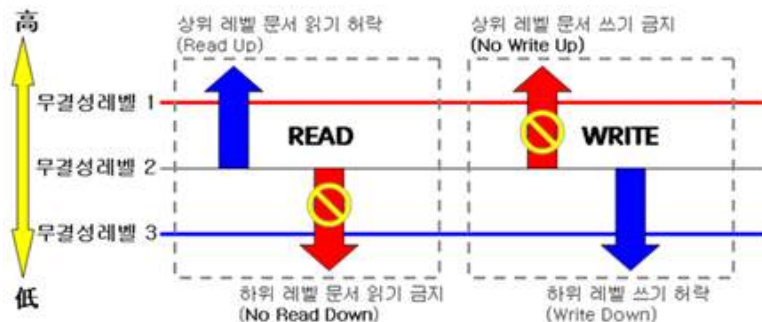 高
상위 레벨 문서 읽기 허락
(Read Up)
상위 레벨 문서 쓰기 금지
(No Write Up)
무결성레벨 1
READ
WRITE
무결성레벨 2
무결성레벨 3
低
하위 레벨 문서 읽기 금지
(No Read Down)
하위 레벨 쓰기 허락
(Write Down)